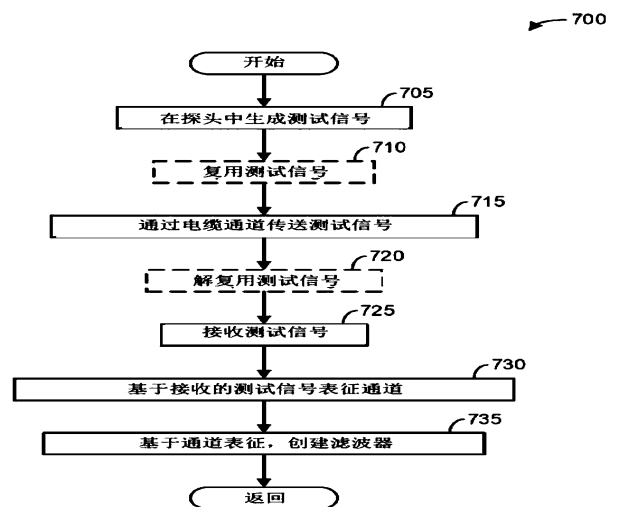 700
开始
705
在探头中生成测试信号
710
复用测试信号
715
通过电缆通道传送测试信号
720
解复用测试信号
725
接收测试信号
730
基于接收的测试信号表征通道
735
基于通道表征，创建滤波器
返回